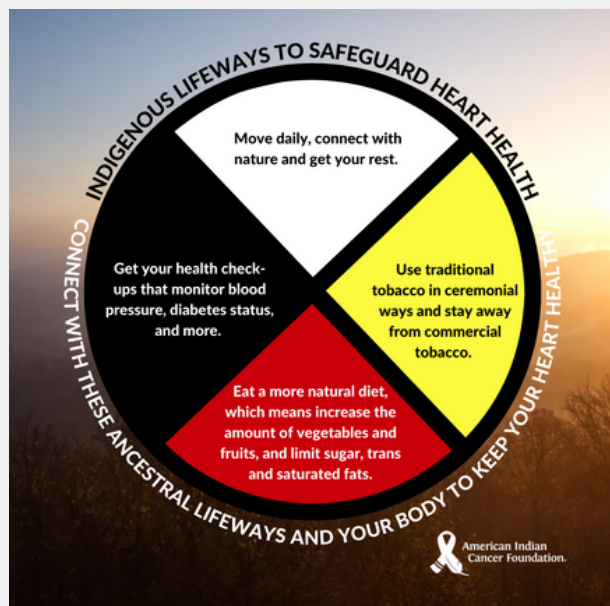 INDIGENOUS LIFEWAYS TO SAFEGUARD HEART HEALTH
Move daily, connect with
nature and get your rest.
Get your health check-
ups that monitor blood
pressure, diabetes status,
and more.
Use traditional
tobacco in ceremonial
ways and stay away
from commercial
tobacco.
Eat a more natural diet,
which means increase the
amount of vegetables and
fruits, and limit sugar, trans
and saturated fats.
CONNECT WITH THESE ANCESTRAL LIFEWAYS AND YOUR BODY TO KEEP YOUR HEART HEALTHY.
American Indian
Cancer Foundation.